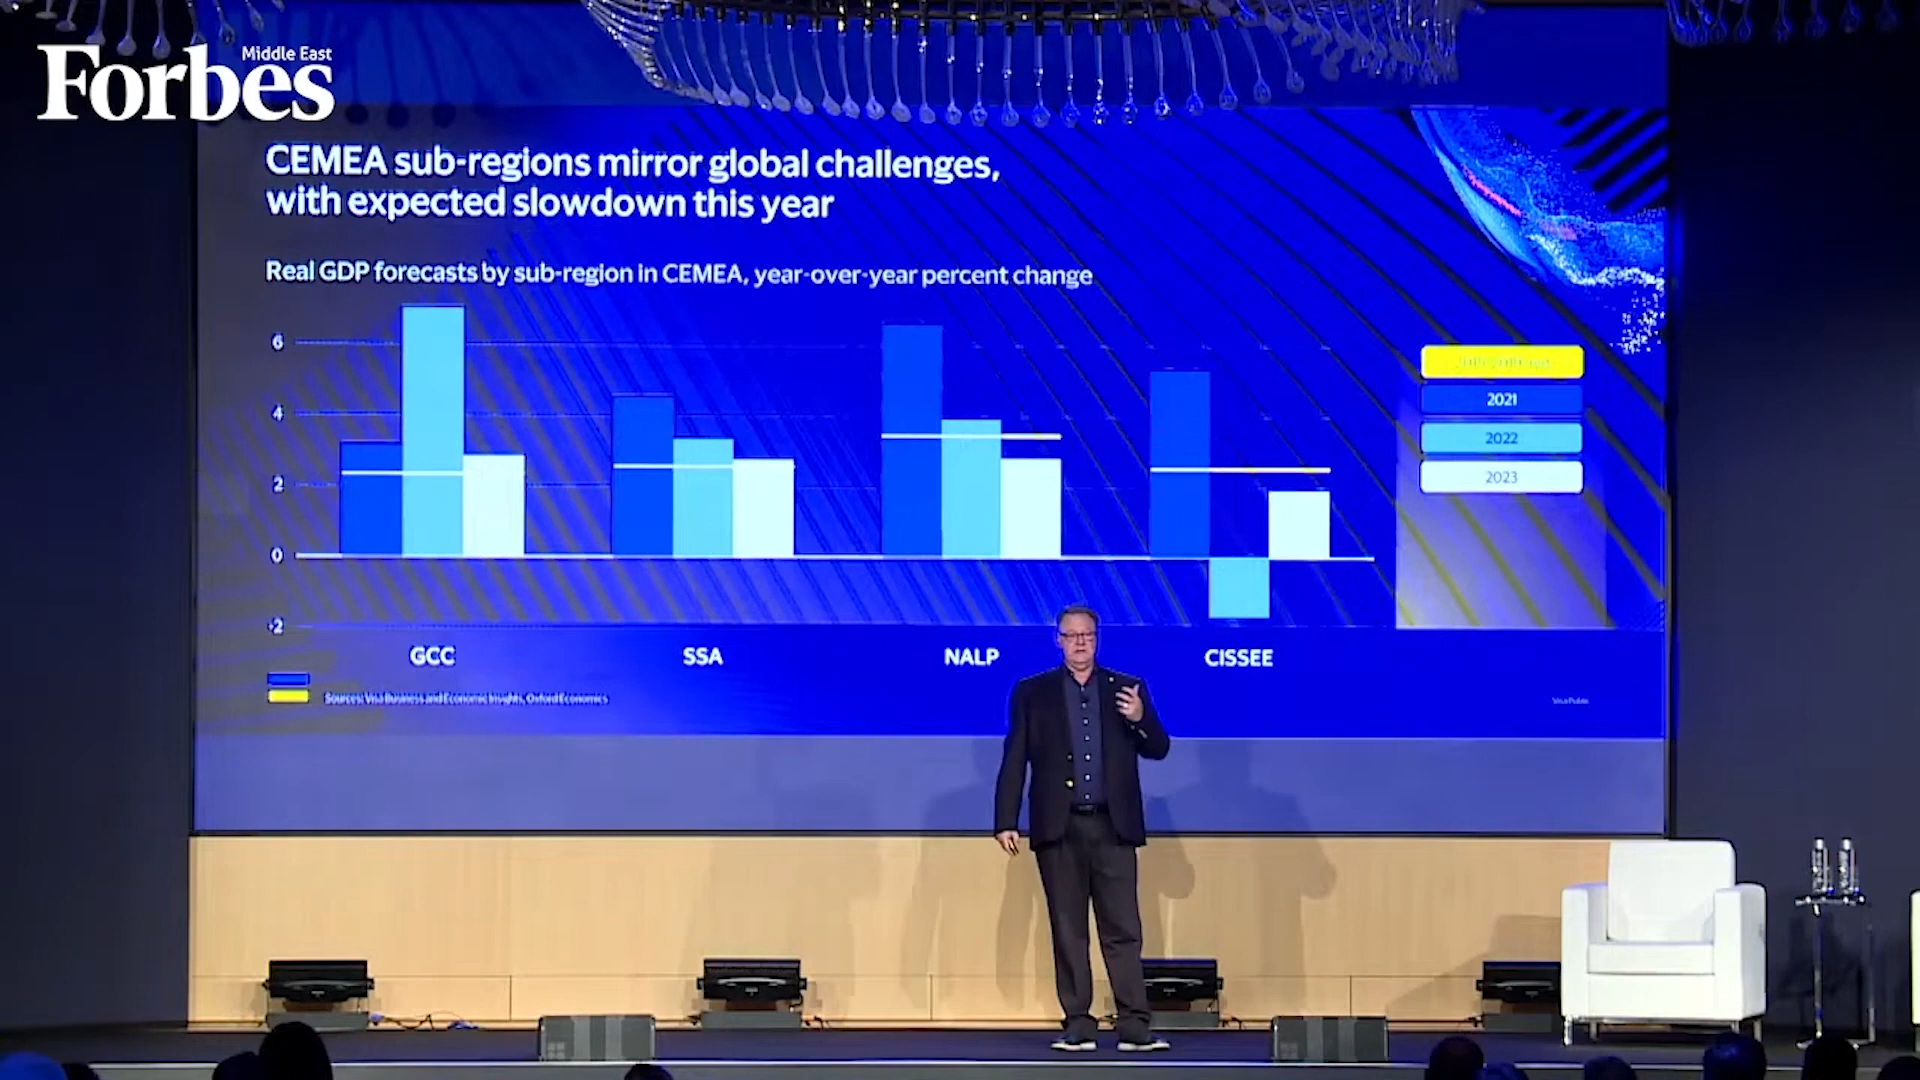 Middle East
Forbes
CEMEA sub-regions mirror global challenges,
with expected slowdown this year
Real GDP forecasts by sub-region in CEMEA, year-over-year percent change
6
4
2
0
-2
GCC
SSA
NALP
CISSEE
2021
2022
2023
Sources: Visa Business and Economic Insights, Oxford Economics
Visa Public